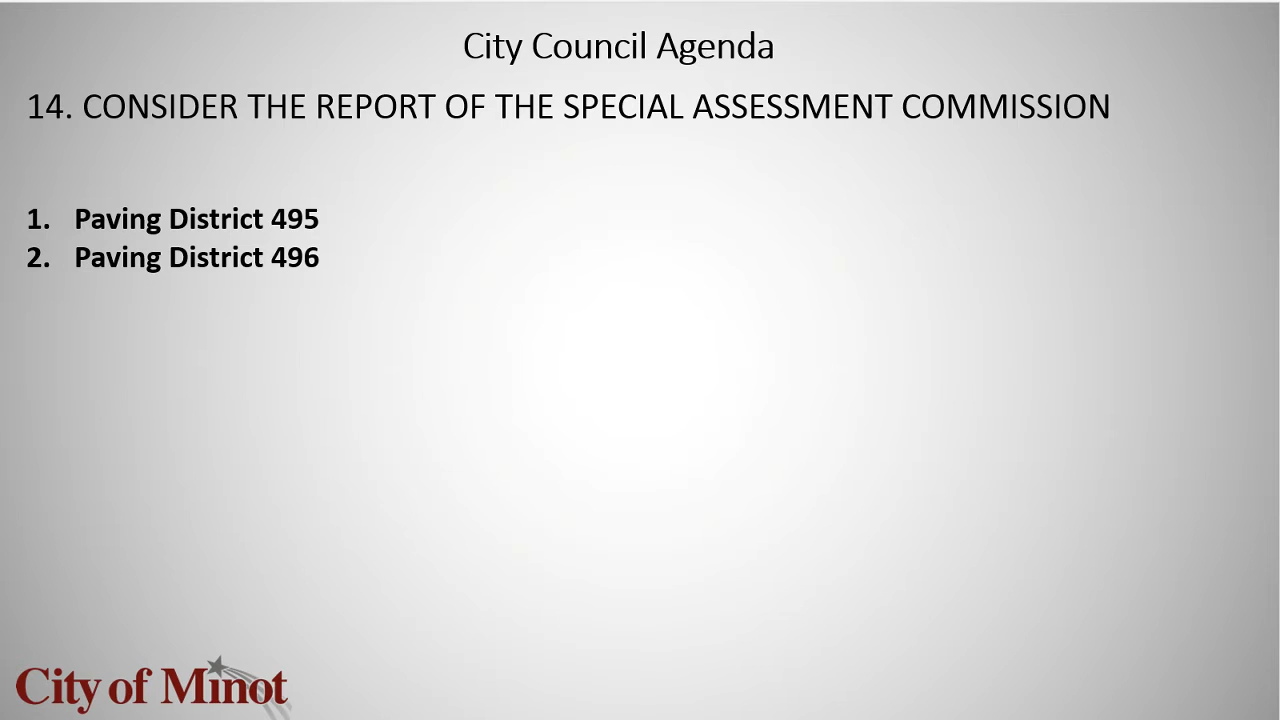 City Council Agenda
14. CONSIDER THE REPORT OF THE SPECIAL ASSESSMENT COMMISSION
1. Paving District 495
2. Paving District 496
City of Minot